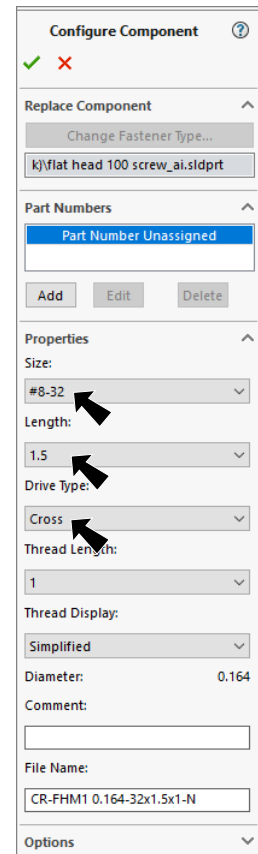 Configure Component
Replace Component
Change Fastener Type...
k)\flat head 100 screw_ai.sldprt
Part Numbers
Part Number Unassigned
Add Edit Delete
Properties
Size:
#8-32
Length:
1.5
Drive Type:
Cross
Thread Length:
1
Thread Display:
Simplified
Diameter: 0.164
Comment:
File Name:
CR-FHM1 0.164-32x1.5x1-N
Options